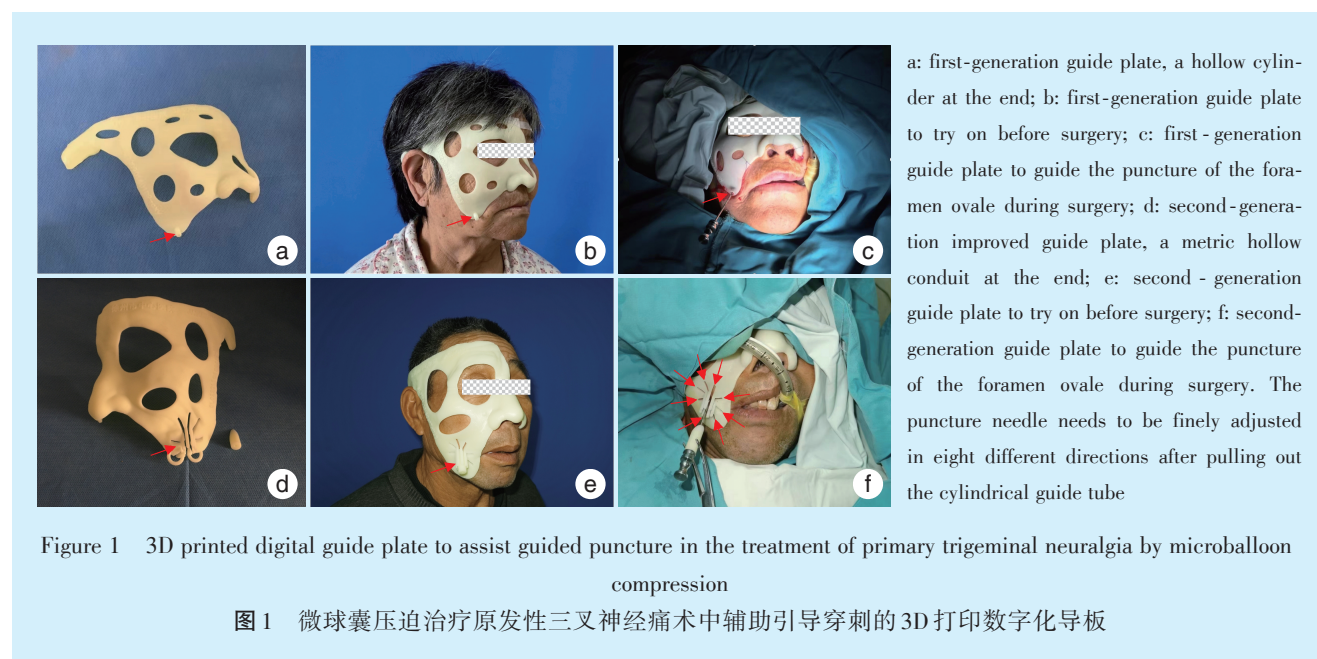 a
b
c
d
e
f
a: first-generation guide plate, a hollow cylin-
der at the end; b: first-generation guide plate
to try on before surgery; c: first - generation
guide plate to guide the puncture of the fora-
men ovale during surgery; d: second-genera-
tion improved guide plate, a metric hollow
conduit at the end; e: second - generation
guide plate to try on before surgery; f: second-
generation guide plate to guide the puncture
of the foramen ovale during surgery. The
puncture needle needs to be finely adjusted
in eight different directions after pulling out
the cylindrical guide tube
Figure 1 3D printed digital guide plate to assist guided puncture in the treatment of primary trigeminal neuralgia by microballoon
compression
图1 微球囊压迫治疗原发性三叉神经痛术中辅助引导穿刺的3D打印数字化导板